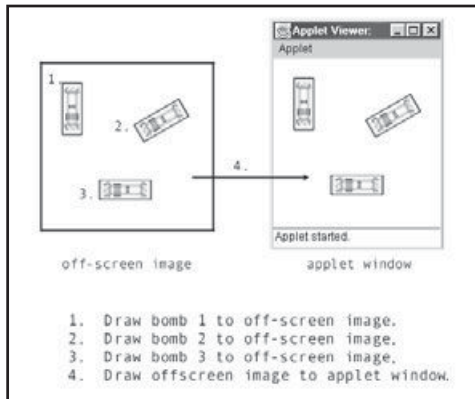 Applet Viewer:
Applet
1.
2.
3.
4.
Applet started.
off-screen image
applet window
1. Draw bomb 1 to off-screen image.
2. Draw bomb 2 to off-screen image.
3. Draw bomb 3 to off-screen image.
4. Draw offscreen image to applet window.